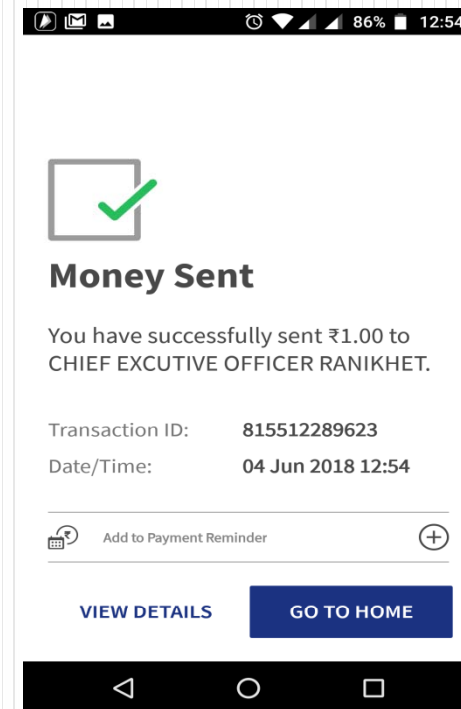 86% 12:54
Money Sent
You have successfully sent ₹1.00 to
CHIEF EXCUTIVE OFFICER RANIKHET.
Transaction ID: 815512289623
Date/Time: 04 Jun 2018 12:54
Add to Payment Reminder
VIEW DETAILS GO TO HOME